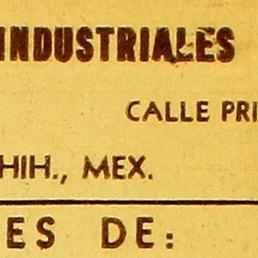 INDUSTRIALES
CALLE PRI
HIH., MEX.
ES DE: